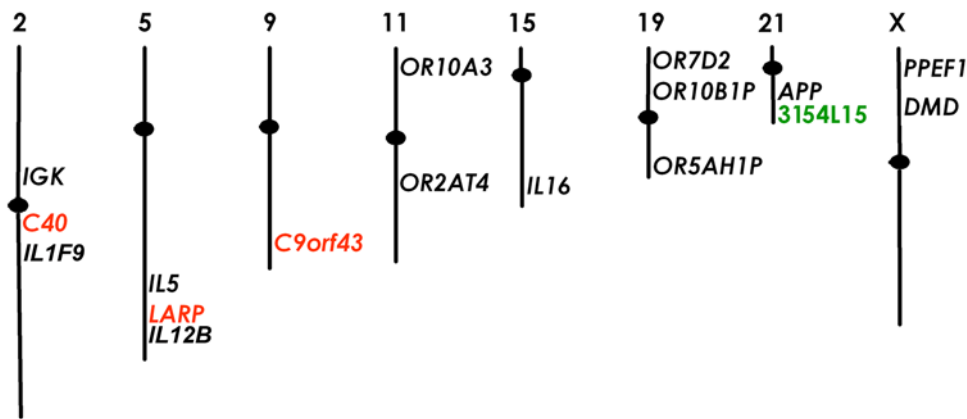 2 5 9 11 15 19 21 X
OR10A3
OR7D2
PPEF1
OR10B1P
APP
DMD
3154L15
IGK
OR2AT4
IL16
OR5AH1P
C40
IL1F9
C9orf43
IL5
LARP
IL12B